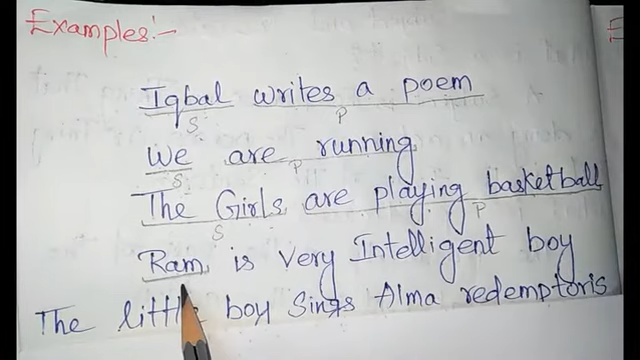 Examples:-
Iqbal writes a poem
S P
We are running
S P
The Girls are playing basketball
S P
Ram is very Intelligent boy
The little boy Sings Alma redemptoris